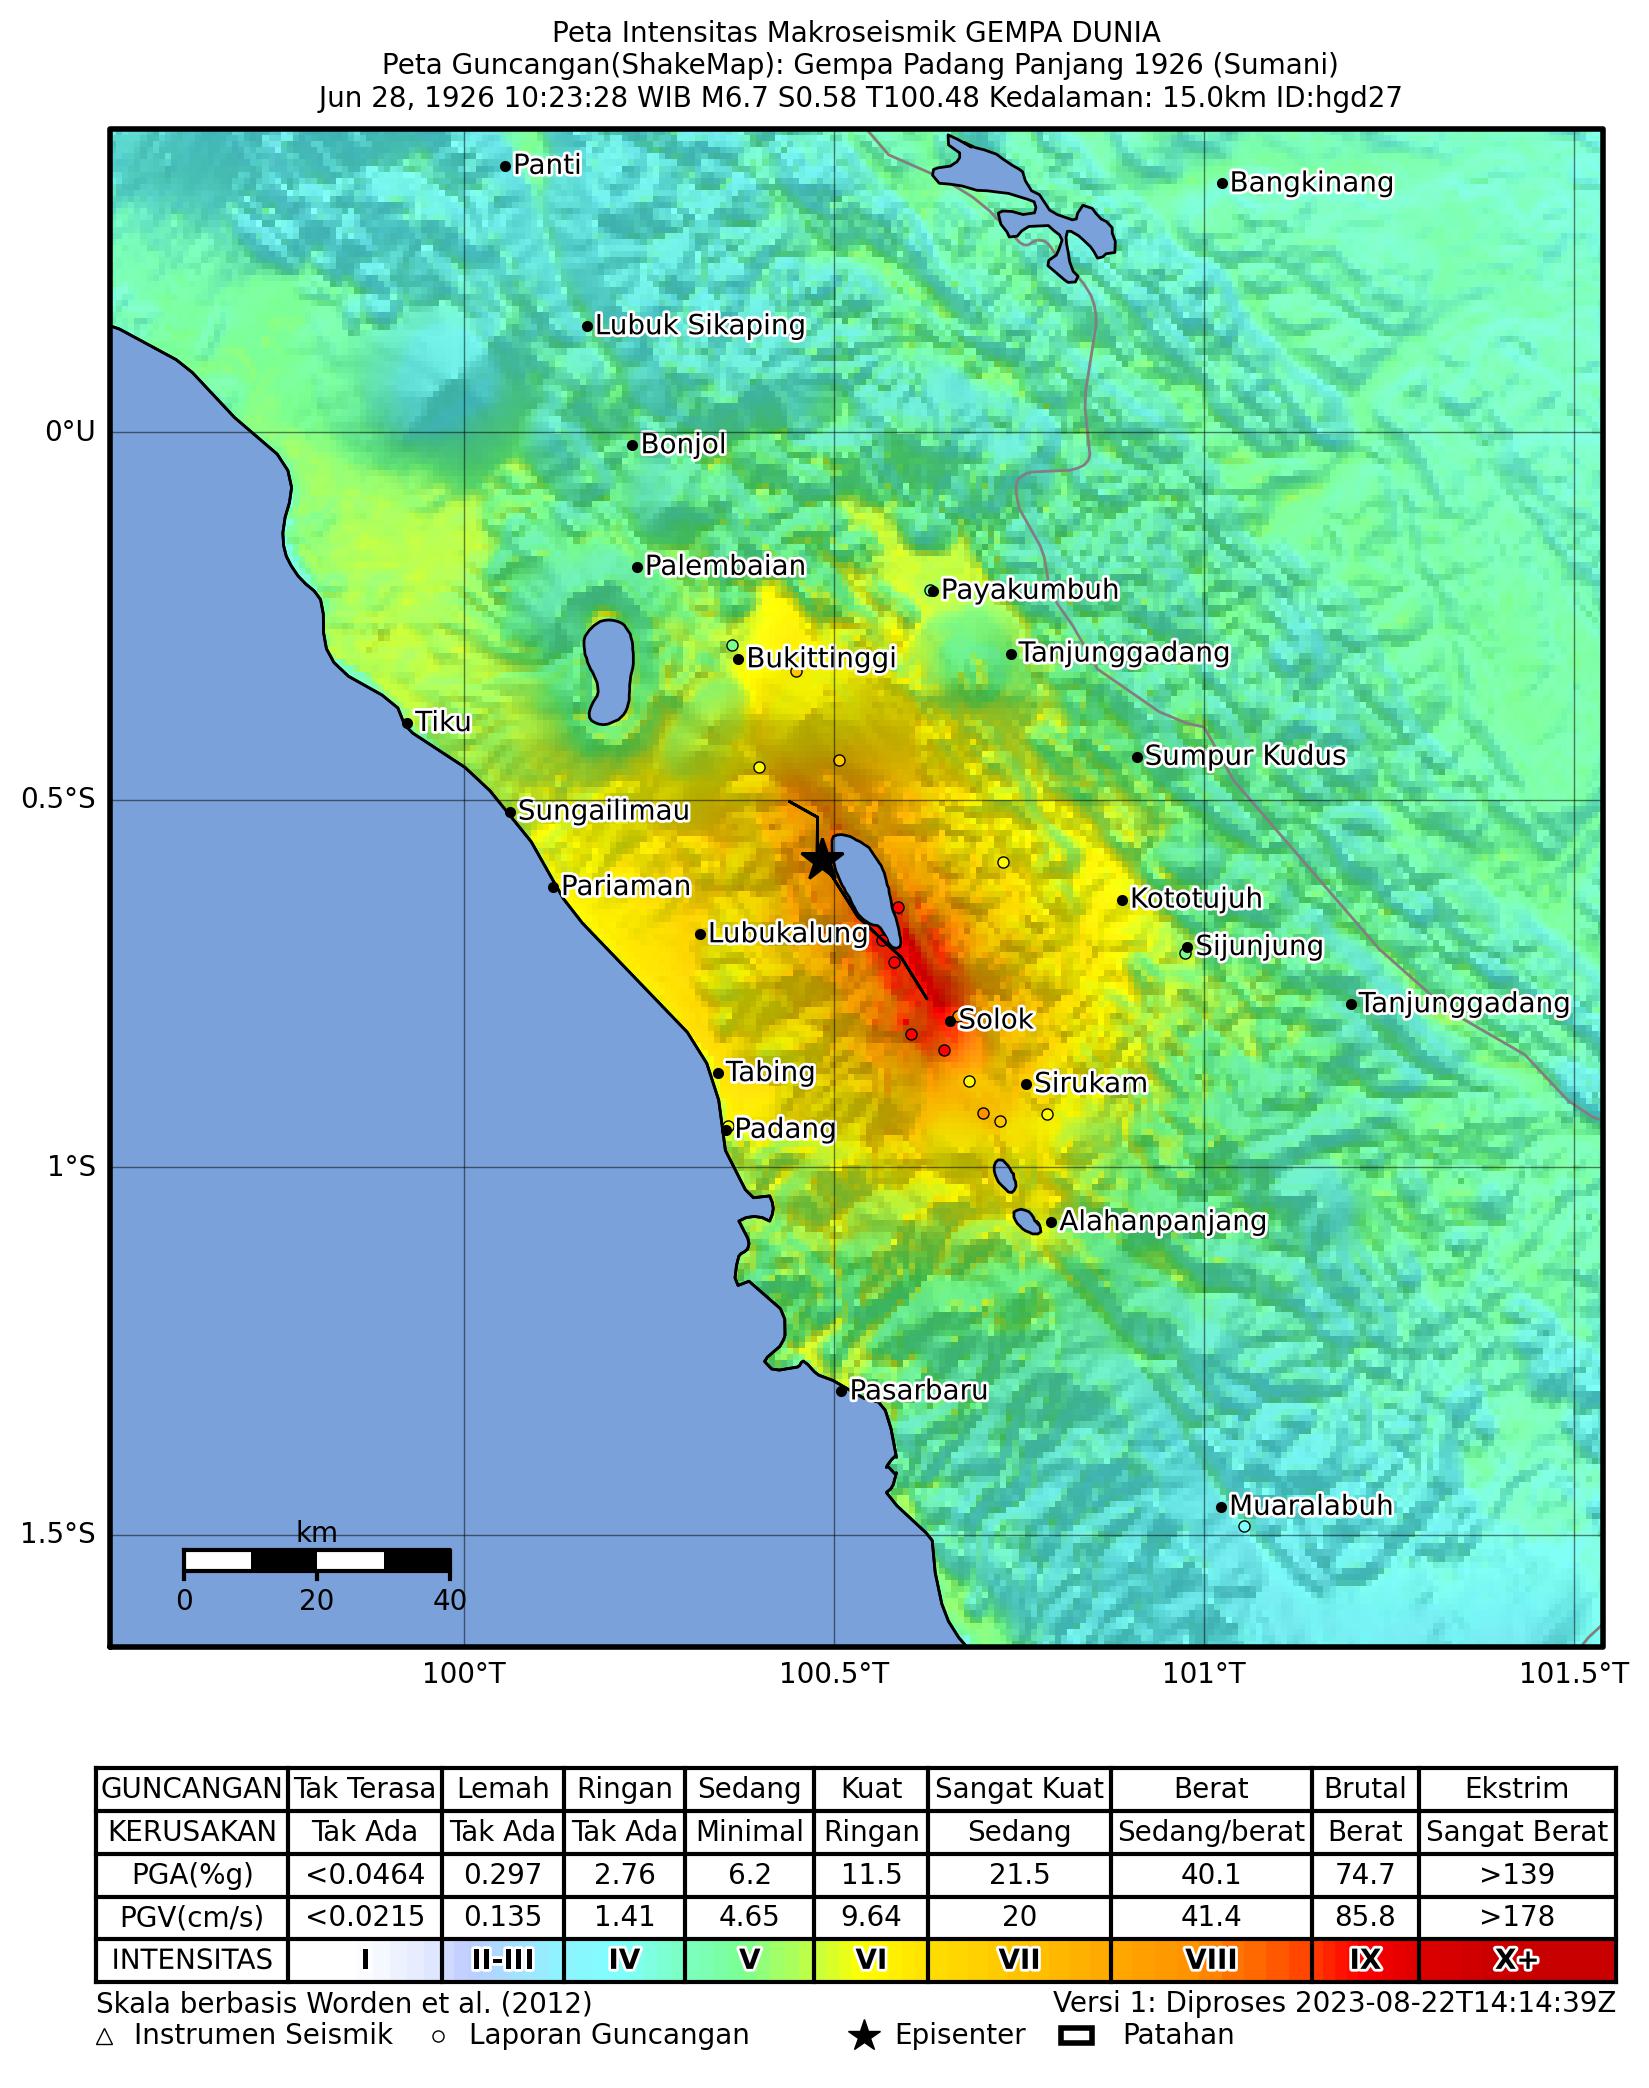 Peta Intensitas Makroseismik GEMPA DUNIA
Peta Guncangan(ShakeMap): Gempa Padang Panjang 1926 (Sumani)
Jun 28, 1926 10:23:28 WIB M6.7 S0.58 T100.48 Kedalaman: 15.0km ID:hgd27
Panti
Bangkinang
Lubuk Sikaping
0°U
Bonjol
Palembaian
Payakumbuh
Bukittinggi
Tanjunggadang
Tiku
Sumpur Kudus
0.5°S
Sungailimau
Pariaman
Kototujuh
Lubukalung
Sijunjung
Tanjunggadang
Solok
Tabing
Sirukam
Padang
1°S
Alahanpanjang
Pasarbaru
Muaralabuh
1.5°S
km
0 20 40
100°T 100.5°T 101°T 101.5°T
GUNCANGAN Tak Terasa Lemah Ringan Sedang Kuat Sangat Kuat Berat Brutal Ekstrim
KERUSAKAN Tak Ada Tak Ada Tak Ada Minimal Ringan Sedang Sedang/berat Berat Sangat Berat
PGA(%g) <0.0464 0.297 2.76 6.2 11.5 21.5 40.1 74.7 >139
PGV(cm/s) <0.0215 0.135 1.41 4.65 9.64 20 41.4 85.8 >178
INTENSITAS I II-III IV V VI VII VIII IX X+
Skala berbasis Worden et al. (2012) Versi 1: Diproses 2023-08-22T14:14:39Z
Instrumen Seismik Laporan Guncangan Episenter Patahan